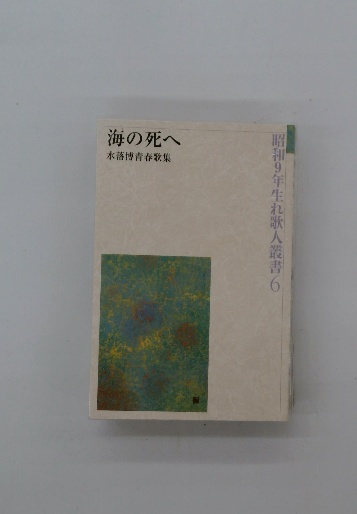 海の死へ
水落博青春歌集
昭和9年生れ歌人叢書6